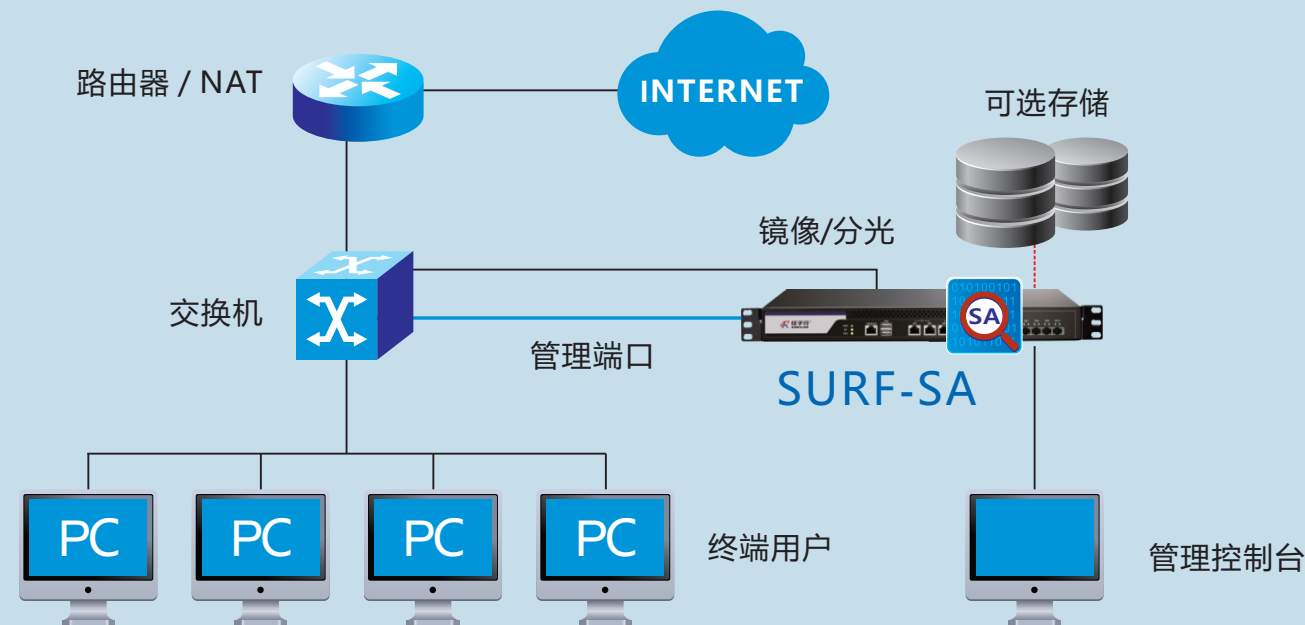 路由器 / NAT
INTERNET
可选存储
镜像/分光
交换机
管理端口
010100101
SA
SURF-SA
PC
PC
PC
PC
终端用户
管理控制台